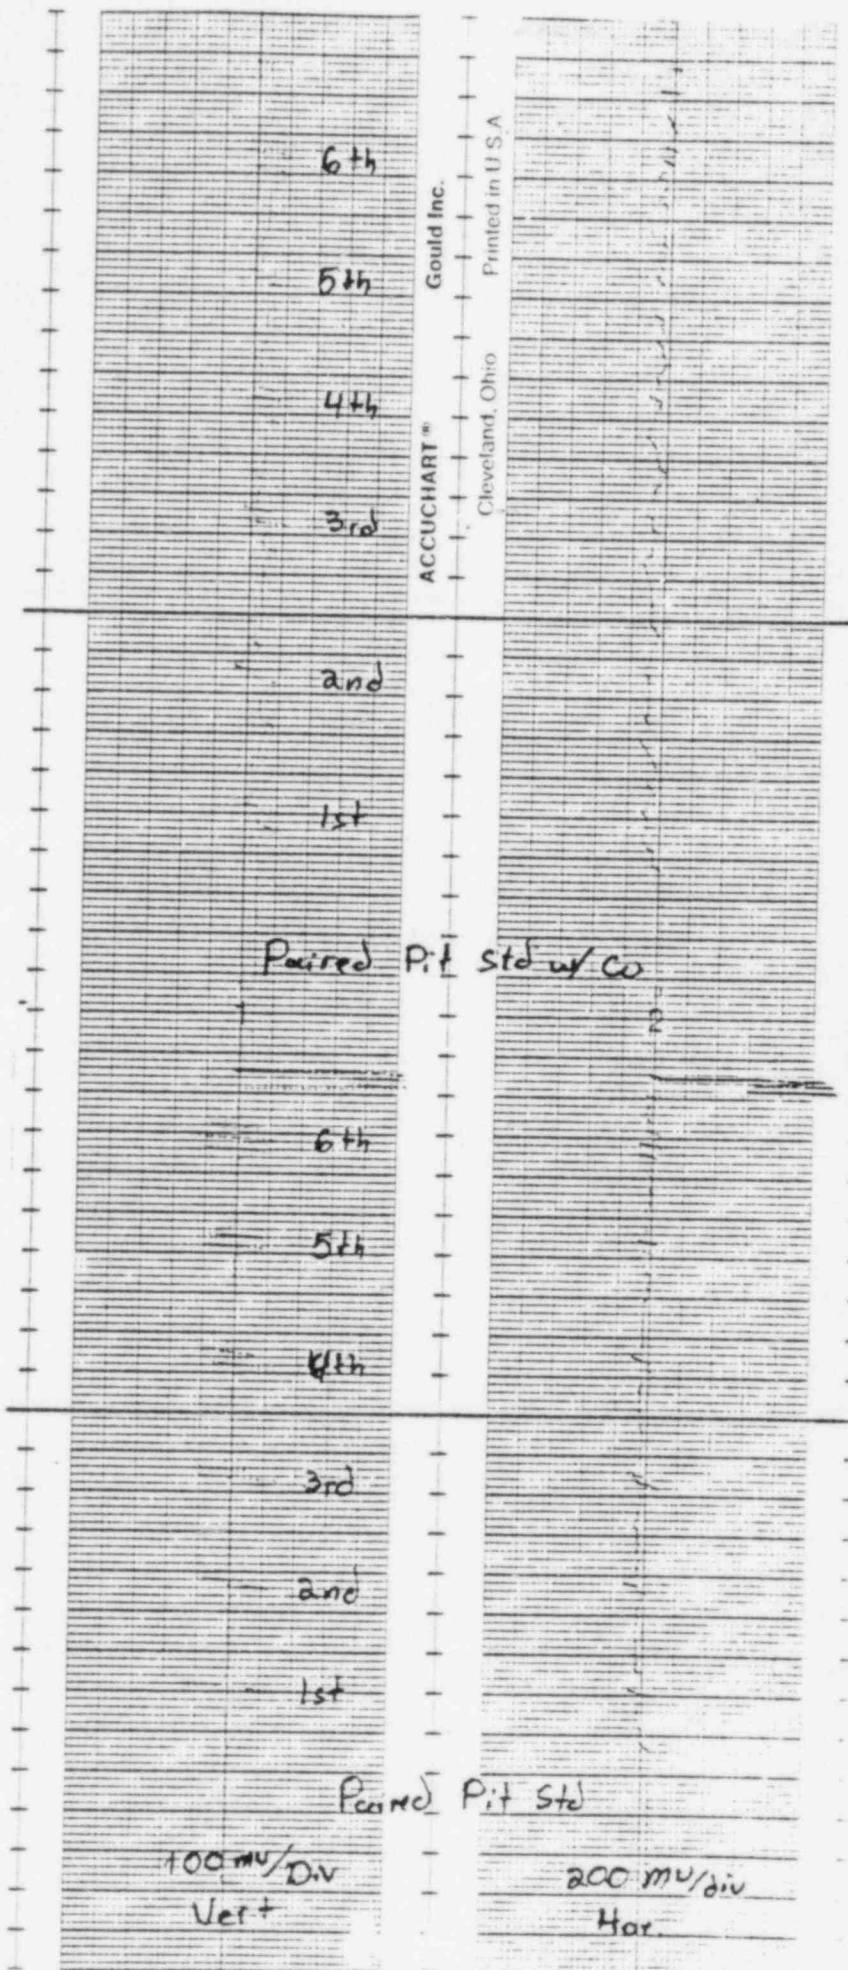 6th
5th
4th
3rd
ACCUCHART® Gould Inc.
Cleveland, Ohio Printed in U S A
2nd
1st
Paired Pit Std w/ Cu
1
2
6th
5th
4th
3rd
2nd
1st
Paired Pit Std
100 mv/Div
Vert
200 mv/div
Hor.